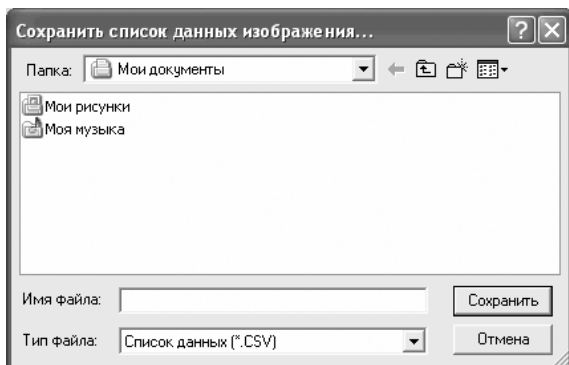 Сохранить список данных изображения...
Папка: Мои документы
Мои рисунки
Моя музыка
Имя файла: Сохранить
Тип файла: Список данных (*.CSV) Отмена